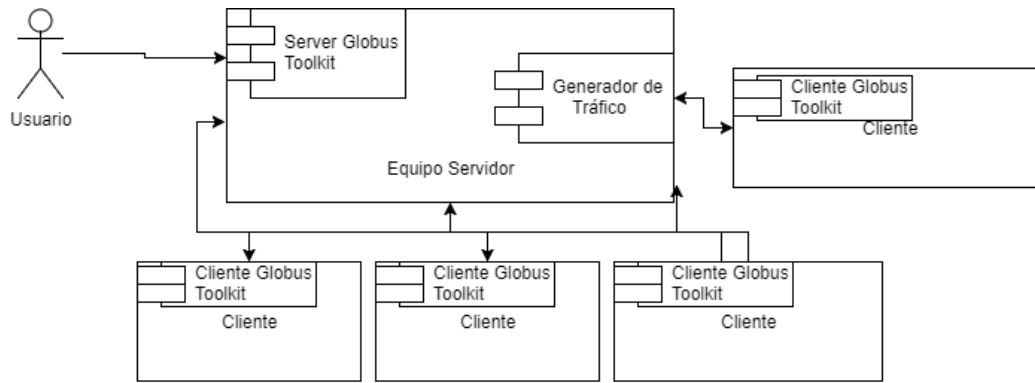 Usuario
Server Globus
Toolkit
Generador de
Tráfico
Equipo Servidor
Cliente Globus
Toolkit
Cliente
Cliente Globus
Toolkit
Cliente
Cliente Globus
Toolkit
Cliente
Cliente Globus
Toolkit
Cliente